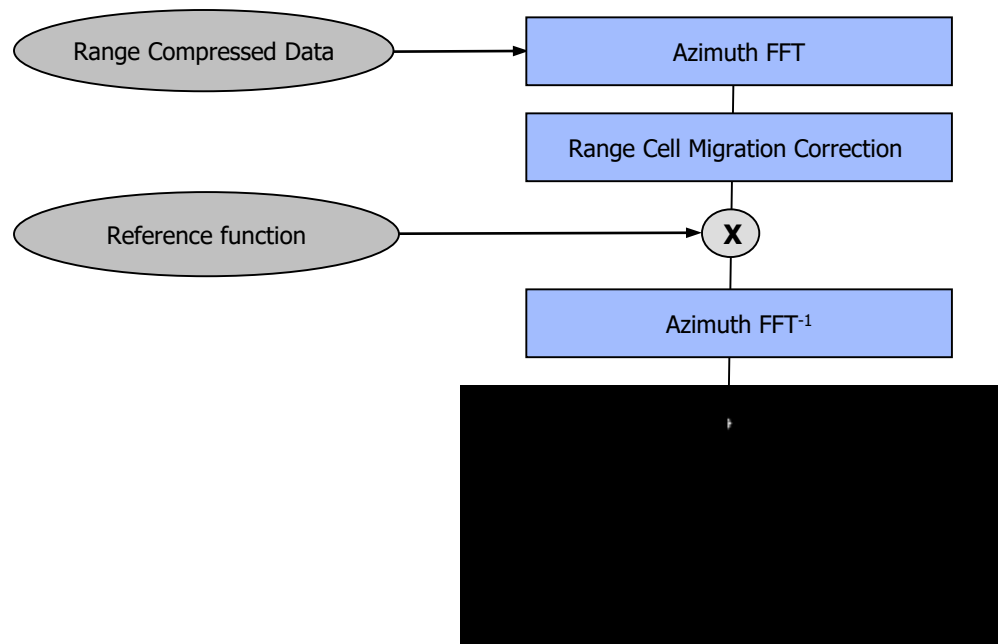 Range Compressed Data
Azimuth FFT
Range Cell Migration Correction
Reference function
X
Azimuth FFT⁻¹